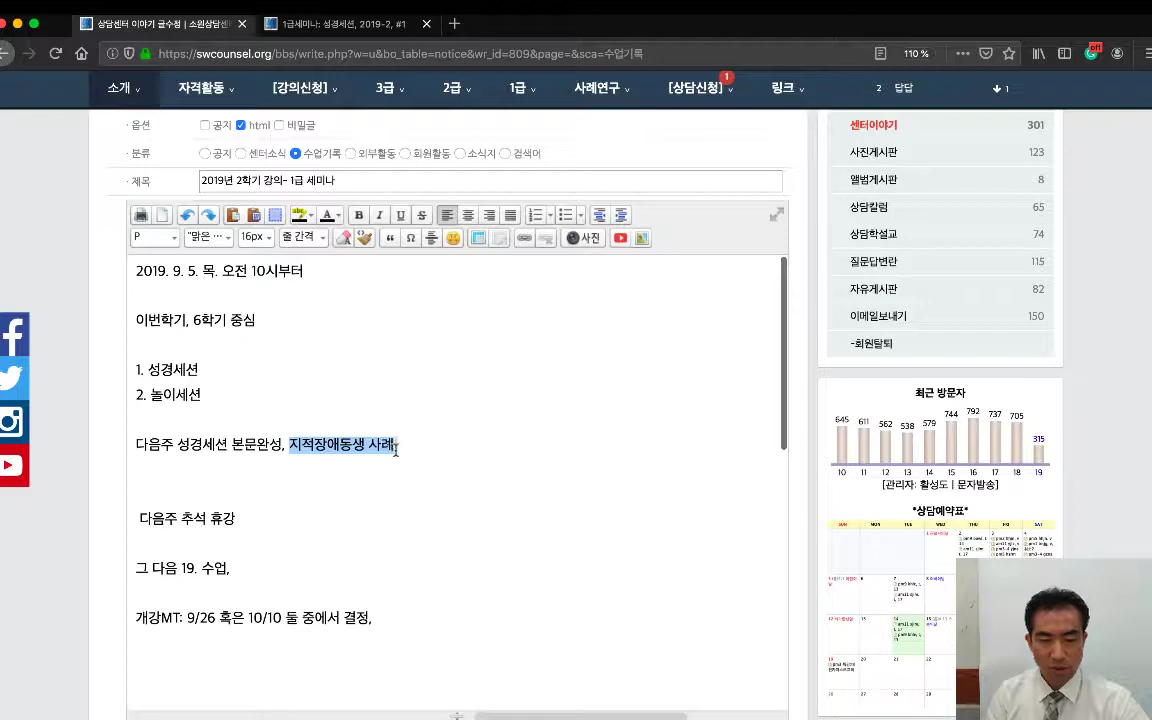 상담센터 이야기 글수정 | 소원상담센
1급세미나: 성경세션, 2019-2, #1
https://swcounsel.org/bbs/write.php?w=u&bo_table=notice&wr_id=809&page=&sca=수업기록
110 %
off
소개
자격활동
[강의신청]
3급
2급
1급
사례연구
[상담신청]
1
링크
2
답답
1
· 옵션
공지
html
비밀글
· 분류
공지
센터소식
수업기록
외부활동
회원활동
소식지
검색어
· 제목
2019년 2학기 강의- 1급 세미나
P
"맑은 ···
16px
줄 간격
사진
2019. 9. 5. 목. 오전 10시부터
이번학기, 6학기 중심
1. 성경세션
2. 놀이세션
다음주 성경세션 본문완성, 지적장애동생 사례
다음주 추석 휴강
그 다음 19. 수업,
개강MT: 9/26 혹은 10/10 둘 중에서 결정,
센터이야기 301
사진게시판 123
앨범게시판 8
상담칼럼 65
상담학설교 74
질문답변란 115
자유게시판 82
이메일보내기 150
-회원탈퇴
최근 방문자
645 611 562 538 579 744 792 737 705 315
10 11 12 13 14 15 16 17 18 19
[관리자: 활성도 | 문자발송]
*상담예약표*
SUN MON TUE WED THU FRI SAT